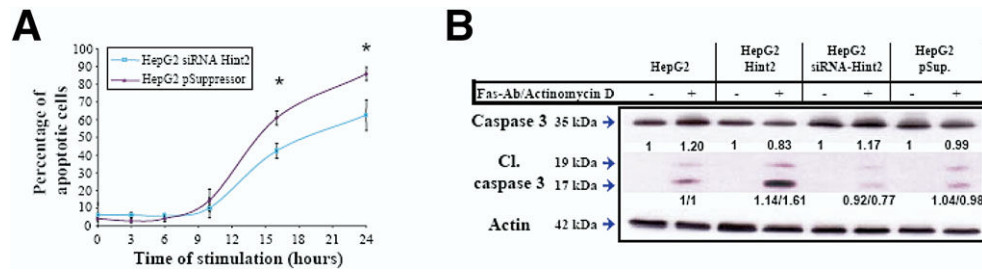 A
HepG2 siRNA Hint2
HepG2 pSuppressor
Percentage of
apoptotic cells
100
90
80
70
60
50
40
30
20
10
0
*
*
0 3 6 9 12 15 18 21 24
Time of stimulation (hours)
B
HepG2
HepG2
Hint2
HepG2
siRNA-Hint2
HepG2
pSup.
Fas-Ab/Actinomycin D - + - + - + - +
Caspase 3 35 kDa
1 1.20 1 0.83 1 1.17 1 0.99
Cl.
caspase 3
19 kDa
17 kDa
1/1 1.14/1.61 0.92/0.77 1.04/0.98
Actin 42 kDa